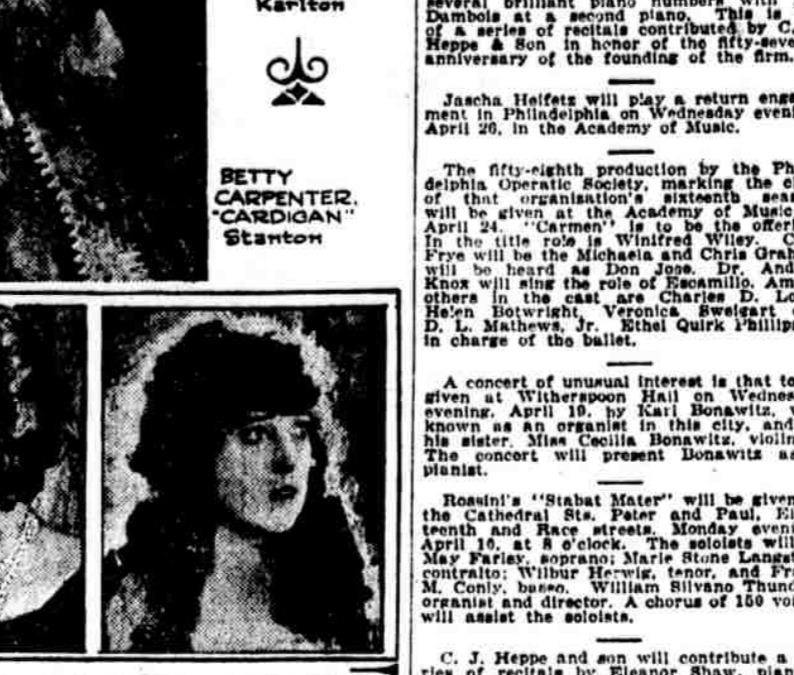 Karlton
BETTY
CARPENTER.
"CARDIGAN"
Stanton
several brilliant piano numbers with
Dambois at a second piano. This is
of a series of recitals contributed by C.
Heppe & Son in honor of the fifty-seve
anniversary of the founding of the firm.
Jascha Heifetz will play a return enga
ment in Philadelphia on Wednesday eveni
April 26, in the Academy of Music.
The fifty-eighth production by the Ph
delphia Operatic Society, marking the cl
of that organisation's sixteenth seas
will be given at the Academy of Music
April 24. "Carmen" is to be the offeri
In the title role is Winifred Wiley. C
Frye will be the Michaela and Chris Grah
will be heard as Don Jose. Dr. And
Knox will sing the role of Escamillo. Am
others in the cast are Charles D. Lo
Helen Botwright, Veronica Sweigart
D. L. Mathews, Jr. Ethel Quirk Phillips
in charge of the ballet.
A concert of unusual interest is that to
given at Witherspoon Hall on Wednes
evening, April 19, by Karl Bonawitz, w
known as an organist in this city, and
his sister, Miss Cecilia Bonawitz, violin
The concert will present Bonawitz as
pianist.
Rossini's "Stabat Mater" will be given
the Cathedral Sts. Peter and Paul, Ei
teenth and Race streets, Monday eveni
April 10, at 8 o'clock. The soloists will
May Farley, soprano; Marie Stone Langst
contralto; Wilbur Herwig, tenor, and Fr
M. Conly, basso. William Silvano Thund
organist and director. A chorus of 150 voi
will assist the soloists.
C. J. Heppe and son will contribute a
ries of recitals by Eleanor Shaw, pian